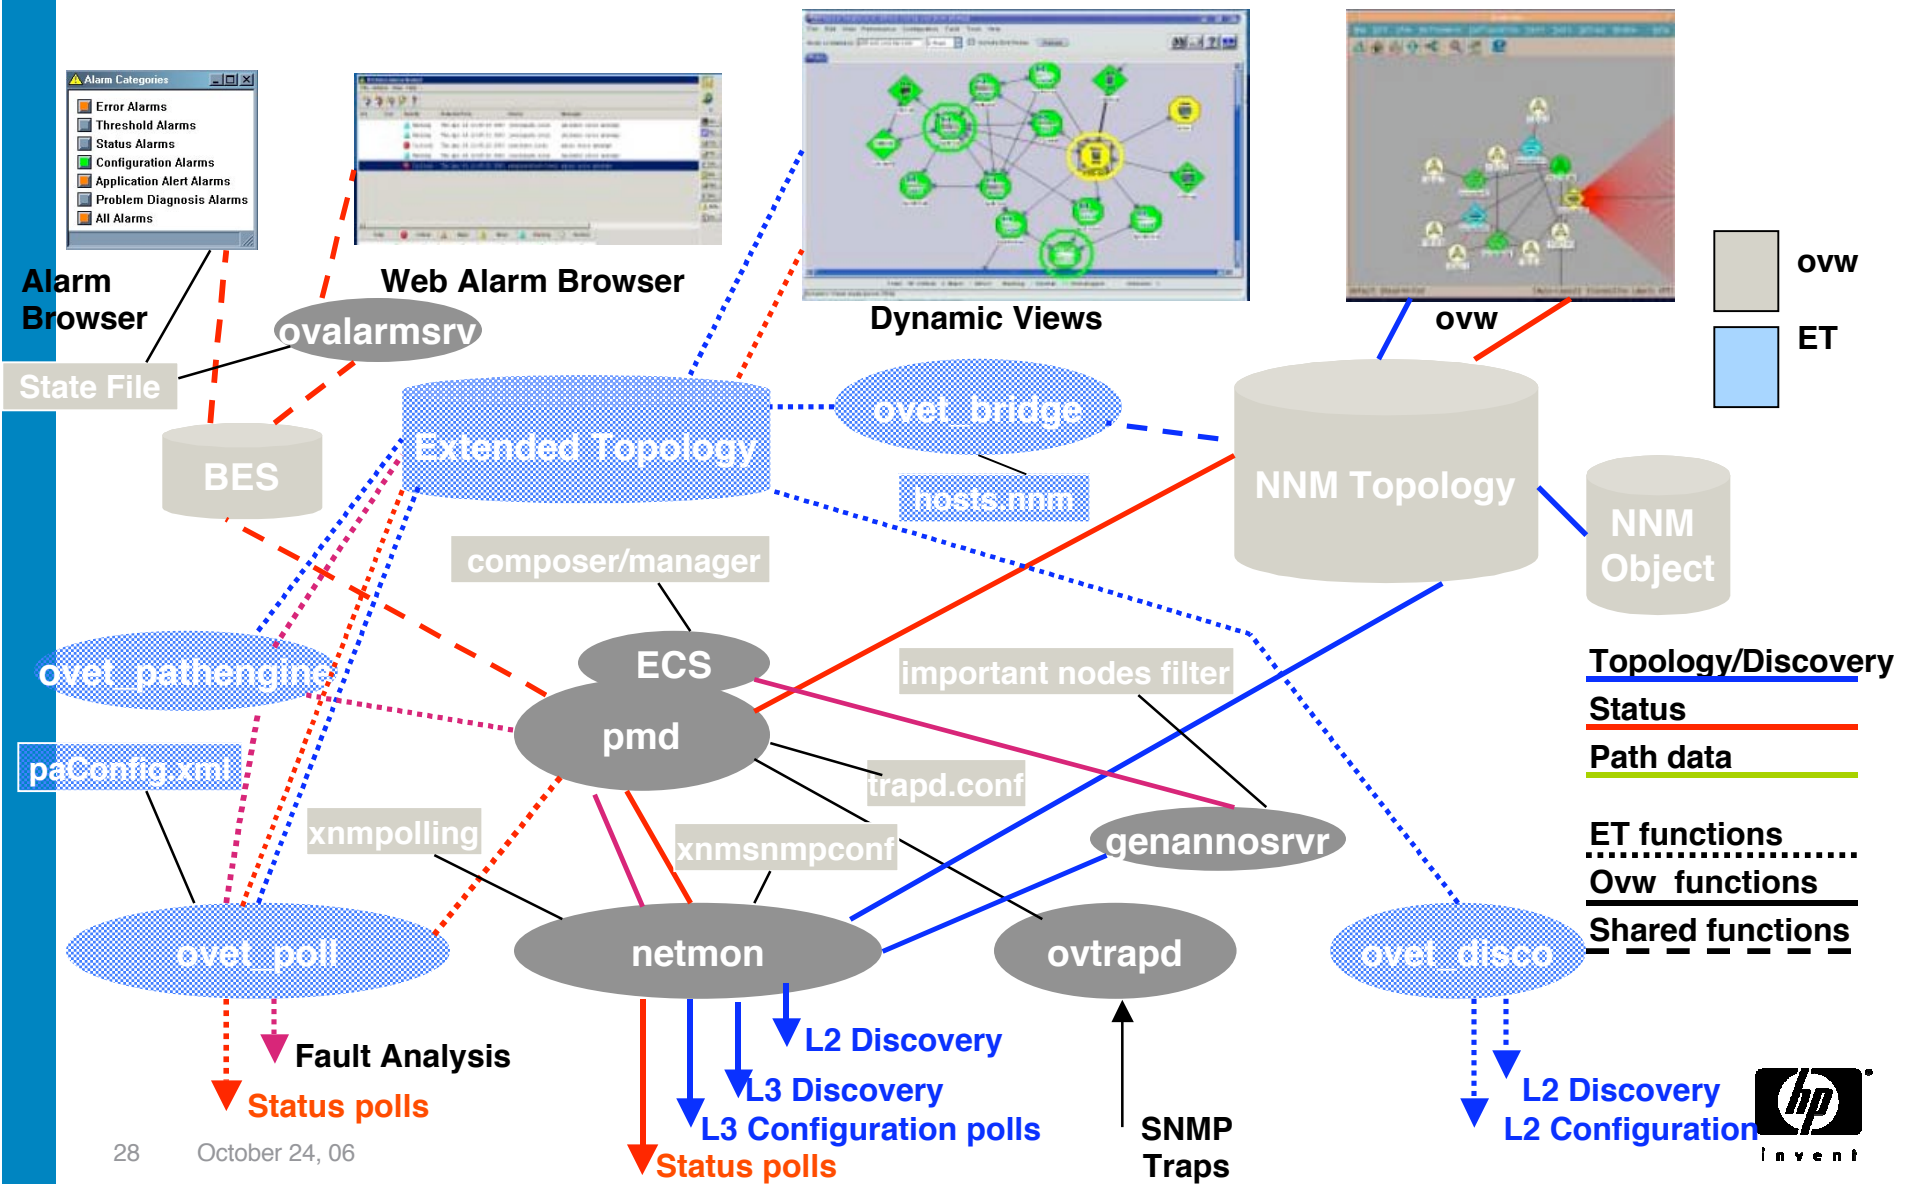 Alarm Categories
Error Alarms
Threshold Alarms
Status Alarms
Configuration Alarms
Application Alert Alarms
Problem Diagnosis Alarms
All Alarms
Alarm
Browser
Web Alarm Browser
Dynamic Views
ovw
ovw
ET
ovalarmsrv
State File
BES
Extended Topology
ovet_bridge
hosts.nnm
NNM Topology
NNM
Object
composer/manager
ECS
important nodes filter
ovet_pathengine
pmd
paConfig.xml
trapd.conf
xnmpolling
xnmsnmpconf
genannosrvr
Topology/Discovery
Status
Path data
ET functions
Ovw functions
Shared functions
ovet_poll
netmon
ovtrapd
ovet_disco
Fault Analysis
Status polls
L2 Discovery
L3 Discovery
L3 Configuration polls
Status polls
SNMP
Traps
L2 Discovery
L2 Configuration
hp
invent
28 October 24, 06